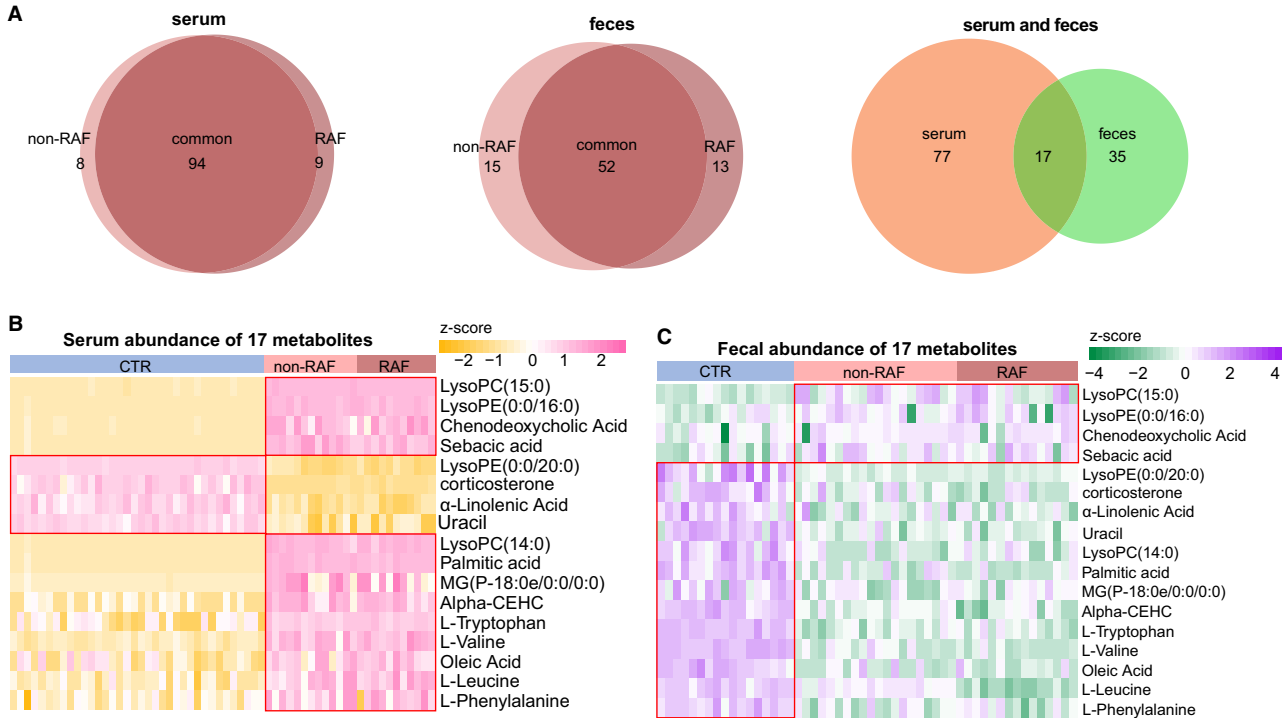 A
serum
non-RAF
8
common
94
RAF
9
feces
non-RAF
15
common
52
RAF
13
serum and feces
serum
77
17
feces
35
B
Serum abundance of 17 metabolites
z-score
−2 −1 0 1 2
CTR
non-RAF
RAF
LysoPC(15:0)
LysoPE(0:0/16:0)
Chenodeoxycholic Acid
Sebacic acid
LysoPE(0:0/20:0)
corticosterone
α-Linolenic Acid
Uracil
LysoPC(14:0)
Palmitic acid
MG(P-18:0e/0:0/0:0)
Alpha-CEHC
L-Tryptophan
L-Valine
Oleic Acid
L-Leucine
L-Phenylalanine
C
Fecal abundance of 17 metabolites
z-score
−4 −2 0 2 4
CTR
non-RAF
RAF
LysoPC(15:0)
LysoPE(0:0/16:0)
Chenodeoxycholic Acid
Sebacic acid
LysoPE(0:0/20:0)
corticosterone
α-Linolenic Acid
Uracil
LysoPC(14:0)
Palmitic acid
MG(P-18:0e/0:0/0:0)
Alpha-CEHC
L-Tryptophan
L-Valine
Oleic Acid
L-Leucine
L-Phenylalanine